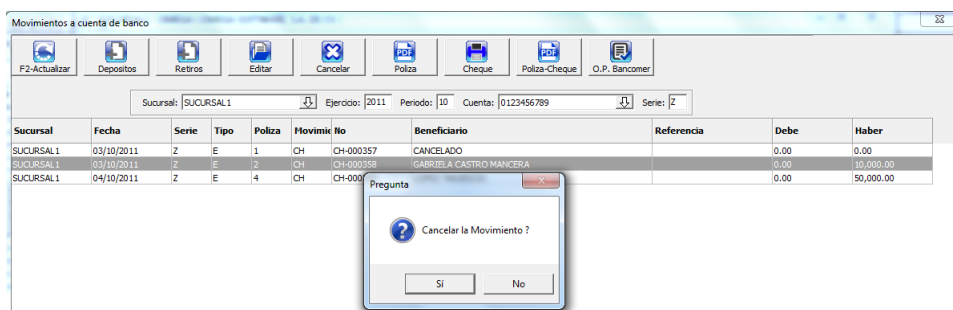 Movimientos a cuenta de banco
F2-Actualizar Depositos Retiros Editar Cancelar Poliza Cheque Poliza-Cheque O.P. Bancomer
Sucursal: SUCURSAL1 Ejercicio: 2011 Periodo: 10 Cuenta: 0123456789 Serie: Z
Sucursal Fecha Serie Tipo Poliza Movimie No Beneficiario Referencia Debe Haber
SUCURSAL1 03/10/2011 Z E 1 CH CH-000357 CANCELADO 0.00 0.00
SUCURSAL1 03/10/2011 Z E 2 CH CH-000358 GABRIELA CASTRO MANCERA 0.00 10,000.00
SUCURSAL1 04/10/2011 Z E 4 CH CH-000 0.00 50,000.00
Pregunta
Cancelar la Movimiento ?
Sí No